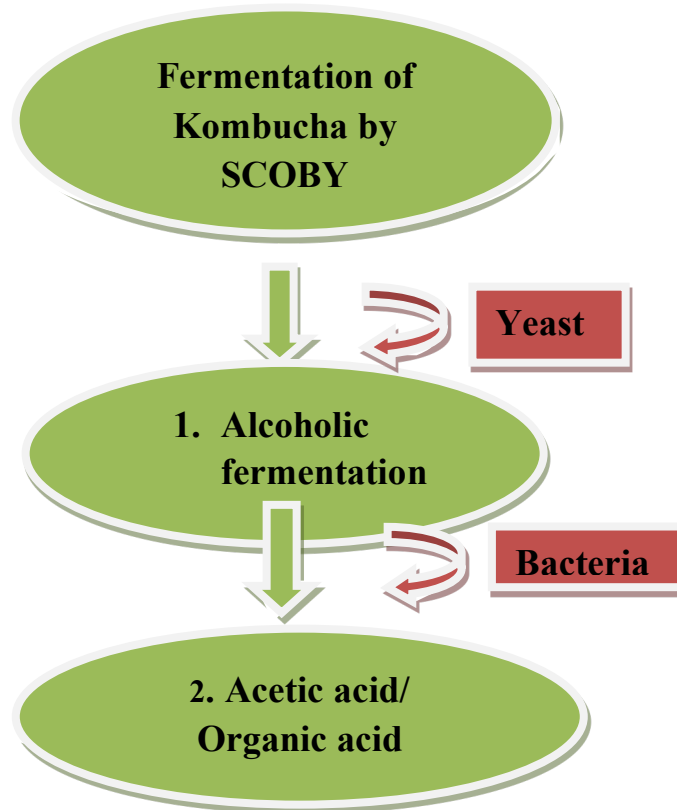 Fermentation of
Kombucha by
SCOBY
Yeast
1. Alcoholic
fermentation
Bacteria
2. Acetic acid/
Organic acid